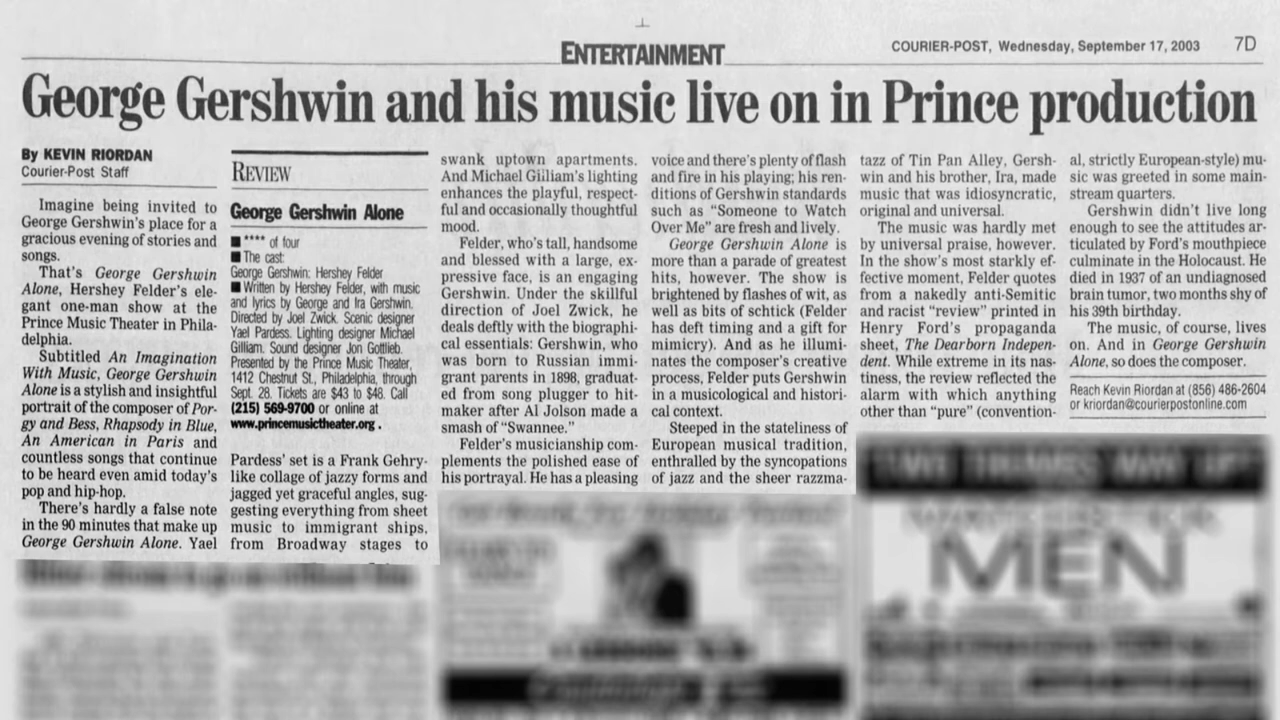 ENTERTAINMENT
COURIER-POST, Wednesday, September 17, 2003 7D
George Gershwin and his music live on in Prince production
By KEVIN RIORDAN
Courier-Post Staff
Imagine being invited to
George Gershwin's place for a
gracious evening of stories and
songs.
That's George Gershwin
Alone, Hershey Felder's ele-
gant one-man show at the
Prince Music Theater in Phila-
delphia.
Subtitled An Imagination
With Music, George Gershwin
Alone is a stylish and insightful
portrait of the composer of Por-
gy and Bess, Rhapsody in Blue,
An American in Paris and
countless songs that continue
to be heard even amid today's
pop and hip-hop.
There's hardly a false note
in the 90 minutes that make up
George Gershwin Alone. Yael
REVIEW
George Gershwin Alone
■ **** of four
■ The cast:
George Gershwin: Hershey Felder
■ Written by Hershey Felder, with music
and lyrics by George and Ira Gershwin.
Directed by Joel Zwick. Scenic designer
Yael Pardess. Lighting designer Michael
Gilliam. Sound designer Jon Gottlieb.
Presented by the Prince Music Theater,
1412 Chestnut St., Philadelphia, through
Sept. 28. Tickets are $43 to $48. Call
(215) 569-9700 or online at
www.princemusictheater.org .
Pardess' set is a Frank Gehry-
like collage of jazzy forms and
jagged yet graceful angles, sug-
gesting everything from sheet
music to immigrant ships,
from Broadway stages to
swank uptown apartments.
And Michael Gilliam's lighting
enhances the playful, respect-
ful and occasionally thoughtful
mood.
Felder, who's tall, handsome
and blessed with a large, ex-
pressive face, is an engaging
Gershwin. Under the skillful
direction of Joel Zwick, he
deals deftly with the biographi-
cal essentials: Gershwin, who
was born to Russian immi-
grant parents in 1898, graduat-
ed from song plugger to hit-
maker after Al Jolson made a
smash of "Swannee."
Felder's musicianship com-
plements the polished ease of
his portrayal. He has a pleasing
voice and there's plenty of flash
and fire in his playing; his ren-
ditions of Gershwin standards
such as "Someone to Watch
Over Me" are fresh and lively.
George Gershwin Alone is
more than a parade of greatest
hits, however. The show is
brightened by flashes of wit, as
well as bits of schtick (Felder
has deft timing and a gift for
mimicry). And as he illumi-
nates the composer's creative
process, Felder puts Gershwin
in a musicological and histori-
cal context.
Steeped in the stateliness of
European musical tradition,
enthralled by the syncopations
of jazz and the sheer razzma-
tazz of Tin Pan Alley, Gersh-
win and his brother, Ira, made
music that was idiosyncratic,
original and universal.
The music was hardly met
by universal praise, however.
In the show's most starkly ef-
fective moment, Felder quotes
from a nakedly anti-Semitic
and racist "review" printed in
Henry Ford's propaganda
sheet, The Dearborn Indepen-
dent. While extreme in its nas-
tiness, the review reflected the
alarm with which anything
other than "pure" (convention-
al, strictly European-style) mu-
sic was greeted in some main-
stream quarters.
Gershwin didn't live long
enough to see the attitudes ar-
ticulated by Ford's mouthpiece
culminate in the Holocaust. He
died in 1937 of an undiagnosed
brain tumor, two months shy of
his 39th birthday.
The music, of course, lives
on. And in George Gershwin
Alone, so does the composer.
Reach Kevin Riordan at (856) 486-2604
or kriordan@courierpostonline.com
MEN